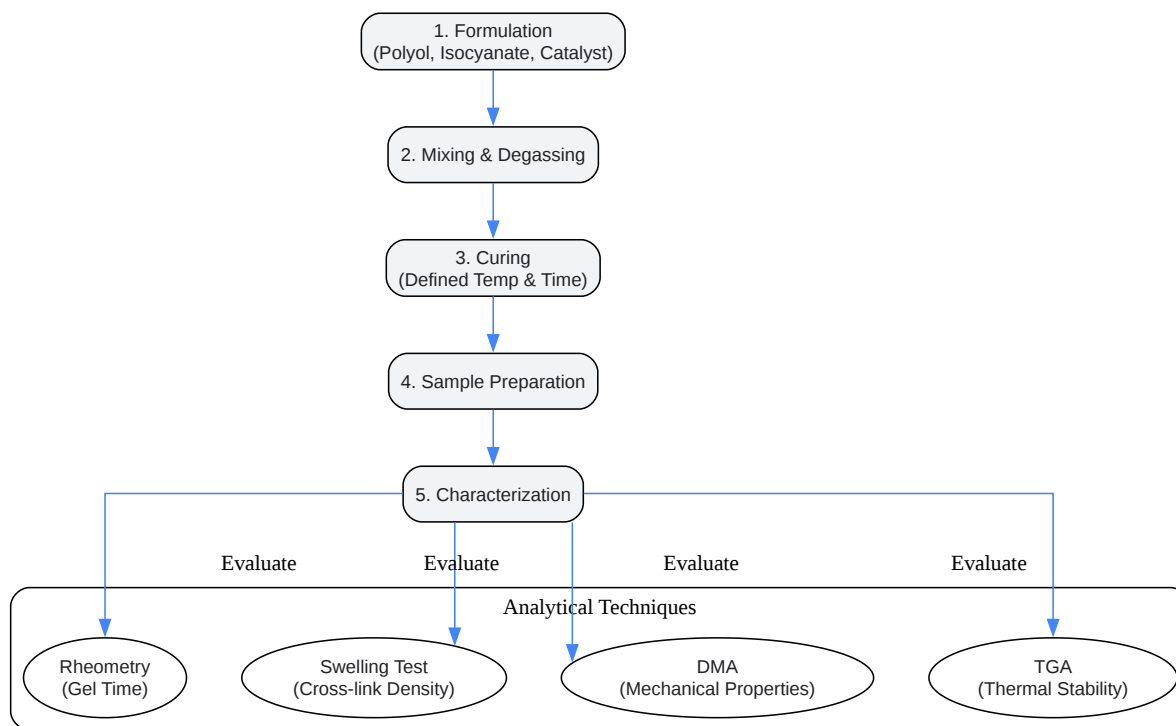 1. Formulation
(Polyol, Isocyanate, Catalyst)
2. Mixing & Degassing
3. Curing
(Defined Temp & Time)
4. Sample Preparation
5. Characterization
Evaluate
Evaluate
Evaluate
Evaluate
Analytical Techniques
Rheometry
(Gel Time)
Swelling Test
(Cross-link Density)
DMA
(Mechanical Properties)
TGA
(Thermal Stability)